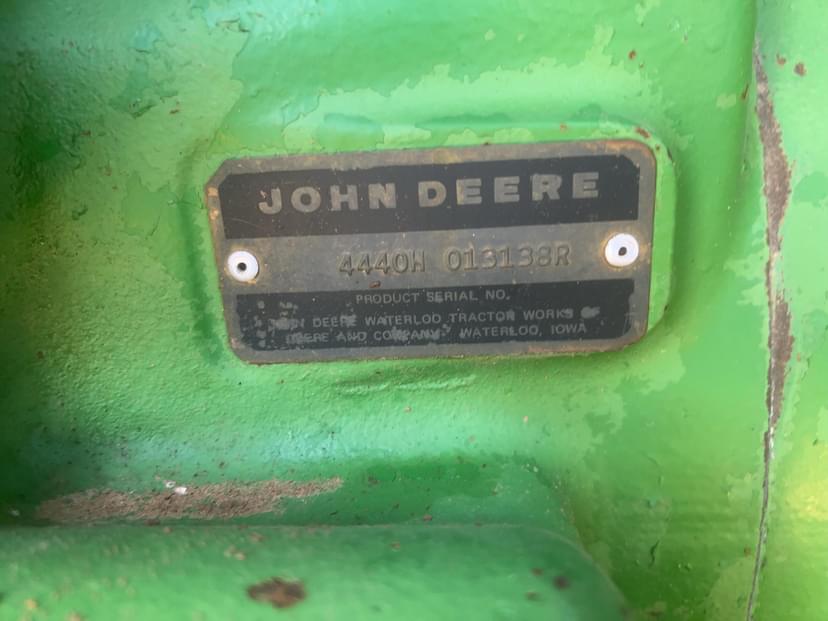 JOHN DEERE
4440H 013138R
PRODUCT SERIAL NO.
JOHN DEERE WATERLOO TRACTOR WORKS OF
DEERE AND COMPANY WATERLOO, IOWA